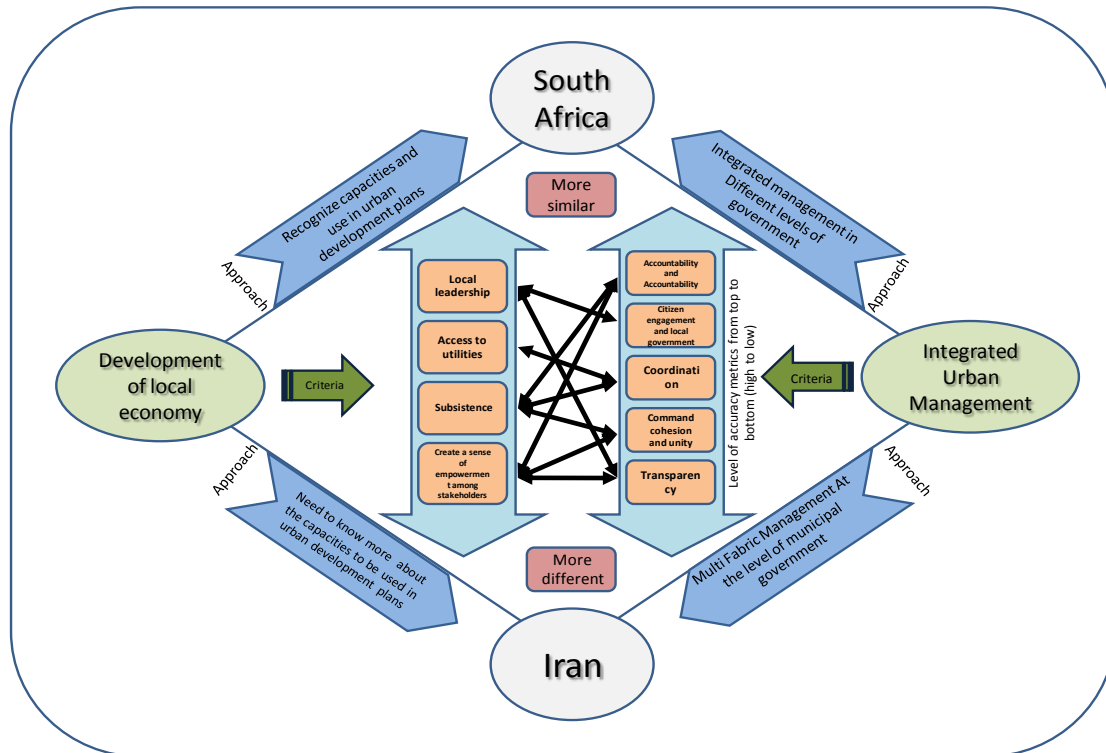 South
Africa
Recognize capacities and
use in urban
development plans
Approach
Integrated management in
Different levels of
government
Approach
More
similar
Local
leadership
Access to
utilities
Subsistence
Create a sense of
empowermen
t among
stakeholders
Accountability
and
Accountability
Citizen
engagement
and local
government
Coordinati
on
Command
cohesion
and unity
Transparen
cy
Level of accuracy metrics from top to
bottom (high to low)
Development
of local
economy
Criteria
Criteria
Integrated
Urban
Management
Approach
Need to know more about
the capacities to be used in
urban development plans
Approach
Multi Fabric Management At
the level of municipal
government
More
different
Iran